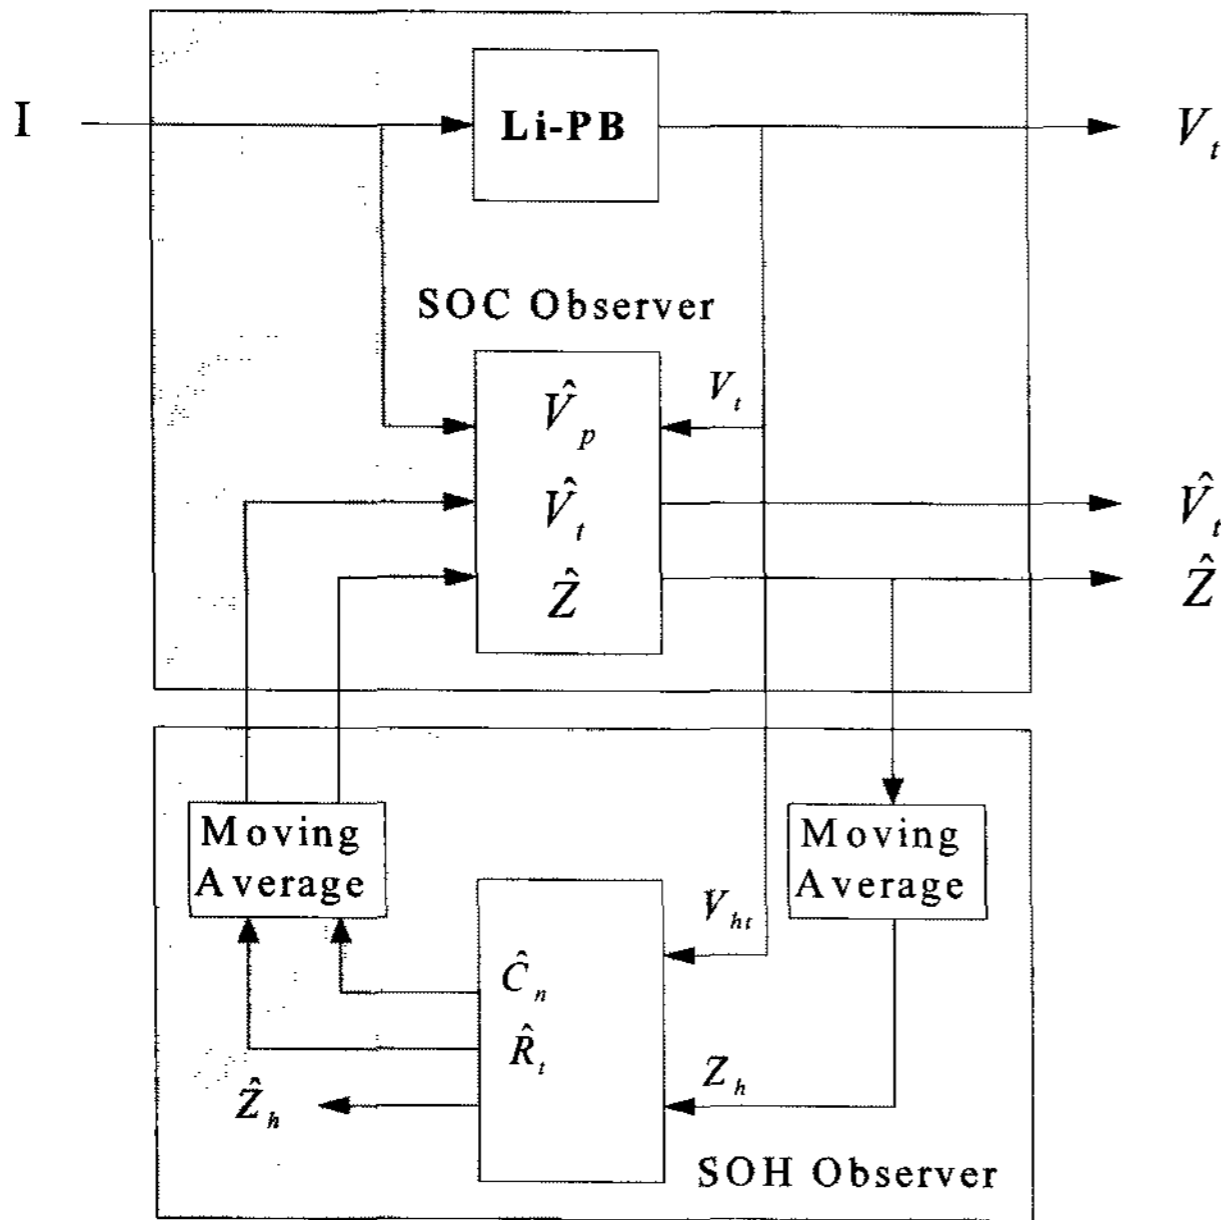 I
Li-PB
V_t
SOC Observer
V̂_p
V_t
V̂_t
V̂_t
Ẑ
Ẑ
Moving
Average
Moving
Average
V_ht
Ĉ_n
R̂_t
Z_h
Ẑ_h
SOH Observer